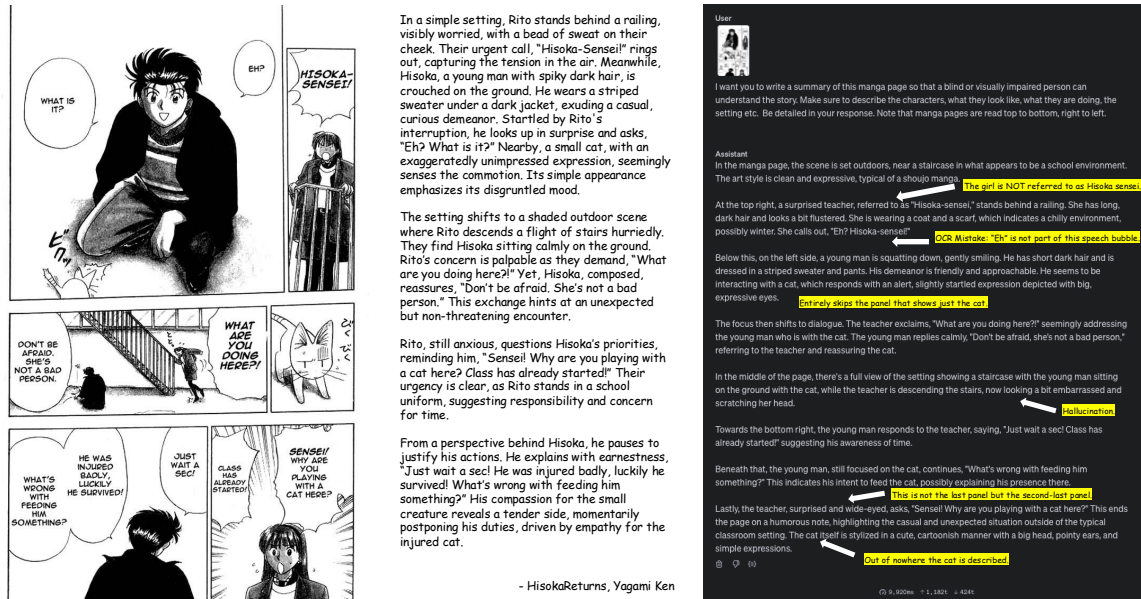 HISOKA-
SENSEI!
EH?
WHAT IS
IT?
ビクッ
びく
びく
WHAT
ARE
YOU
DOING
HERE?!
DON'T BE
AFRAID.
SHE'S
NOT A BAD
PERSON.
SENSEI!
WHY ARE
YOU
PLAYING
WITH A
CAT HERE?
CLASS
HAS
ALREADY
STARTED!
JUST
WAIT A
SEC!
HE WAS
INJURED
BADLY,
LUCKILY
HE SURVIVED!
WHAT'S
WRONG
WITH
FEEDING
HIM
SOMETHING?
In a simple setting, Rito stands behind a railing,
visibly worried, with a bead of sweat on their
cheek. Their urgent call, “Hisoka-Sensei!” rings
out, capturing the tension in the air. Meanwhile,
Hisoka, a young man with spiky dark hair, is
crouched on the ground. He wears a striped
sweater under a dark jacket, exuding a casual,
curious demeanor. Startled by Rito's
interruption, he looks up in surprise and asks,
“Eh? What is it?” Nearby, a small cat, with an
exaggeratedly unimpressed expression, seemingly
senses the commotion. Its simple appearance
emphasizes its disgruntled mood.
The setting shifts to a shaded outdoor scene
where Rito descends a flight of stairs hurriedly.
They find Hisoka sitting calmly on the ground.
Rito’s concern is palpable as they demand, “What
are you doing here?!” Yet, Hisoka, composed,
reassures, “Don’t be afraid. She’s not a bad
person.” This exchange hints at an unexpected
but non-threatening encounter.
Rito, still anxious, questions Hisoka’s priorities,
reminding him, “Sensei! Why are you playing with
a cat here? Class has already started!” Their
urgency is clear, as Rito stands in a school
uniform, suggesting responsibility and concern
for time.
From a perspective behind Hisoka, he pauses to
justify his actions. He explains with earnestness,
“Just wait a sec! He was injured badly, luckily he
survived! What’s wrong with feeding him
something?” His compassion for the small
creature reveals a tender side, momentarily
postponing his duties, driven by empathy for the
injured cat.
- HisokaReturns, Yagami Ken
User
I want you to write a summary of this manga page so that a blind or visually impaired person can
understand the story. Make sure to describe the characters, what they look like, what they are doing, the
setting etc. Be detailed in your response. Note that manga pages are read top to bottom, right to left.
Assistant
In the manga page, the scene is set outdoors, near a staircase in what appears to be a school environment.
The art style is clean and expressive, typical of a shoujo manga.
The girl is NOT referred to as Hisoka sensei.
At the top right, a surprised teacher, referred to as "Hisoka-sensei," stands behind a railing. She has long,
dark hair and looks a bit flustered. She is wearing a coat and a scarf, which indicates a chilly environment,
possibly winter. She calls out, "Eh? Hisoka-sensei!"
OCR Mistake: “Eh” is not part of this speech bubble.
Below this, on the left side, a young man is squatting down, gently smiling. He has short dark hair and is
dressed in a striped sweater and pants. His demeanor is friendly and approachable. He seems to be
interacting with a cat, which responds with an alert, slightly startled expression depicted with big,
expressive eyes.
Entirely skips the panel that shows just the cat.
The focus then shifts to dialogue. The teacher exclaims, "What are you doing here?!" seemingly addressing
the young man who is with the cat. The young man replies calmly, "Don't be afraid, she's not a bad person,"
referring to the teacher and reassuring the cat.
In the middle of the page, there's a full view of the setting showing a staircase with the young man sitting
on the ground with the cat, while the teacher is descending the stairs, now looking a bit embarrassed and
scratching her head.
Hallucination.
Towards the bottom right, the young man responds to the teacher, saying, "Just wait a sec! Class has
already started!" suggesting his awareness of time.
Beneath that, the young man, still focused on the cat, continues, "What's wrong with feeding him
something?" This indicates his intent to feed the cat, possibly explaining his presence there.
This is not the last panel but the second-last panel.
Lastly, the teacher, surprised and wide-eyed, asks, "Sensei! Why are you playing with a cat here?" This ends
the page on a humorous note, highlighting the casual and unexpected situation outside of the typical
classroom setting. The cat itself is stylized in a cute, cartoonish manner with a big head, pointy ears, and
simple expressions.
Out of nowhere the cat is described.
9,920ms ↑ 1,182t ↓ 424t